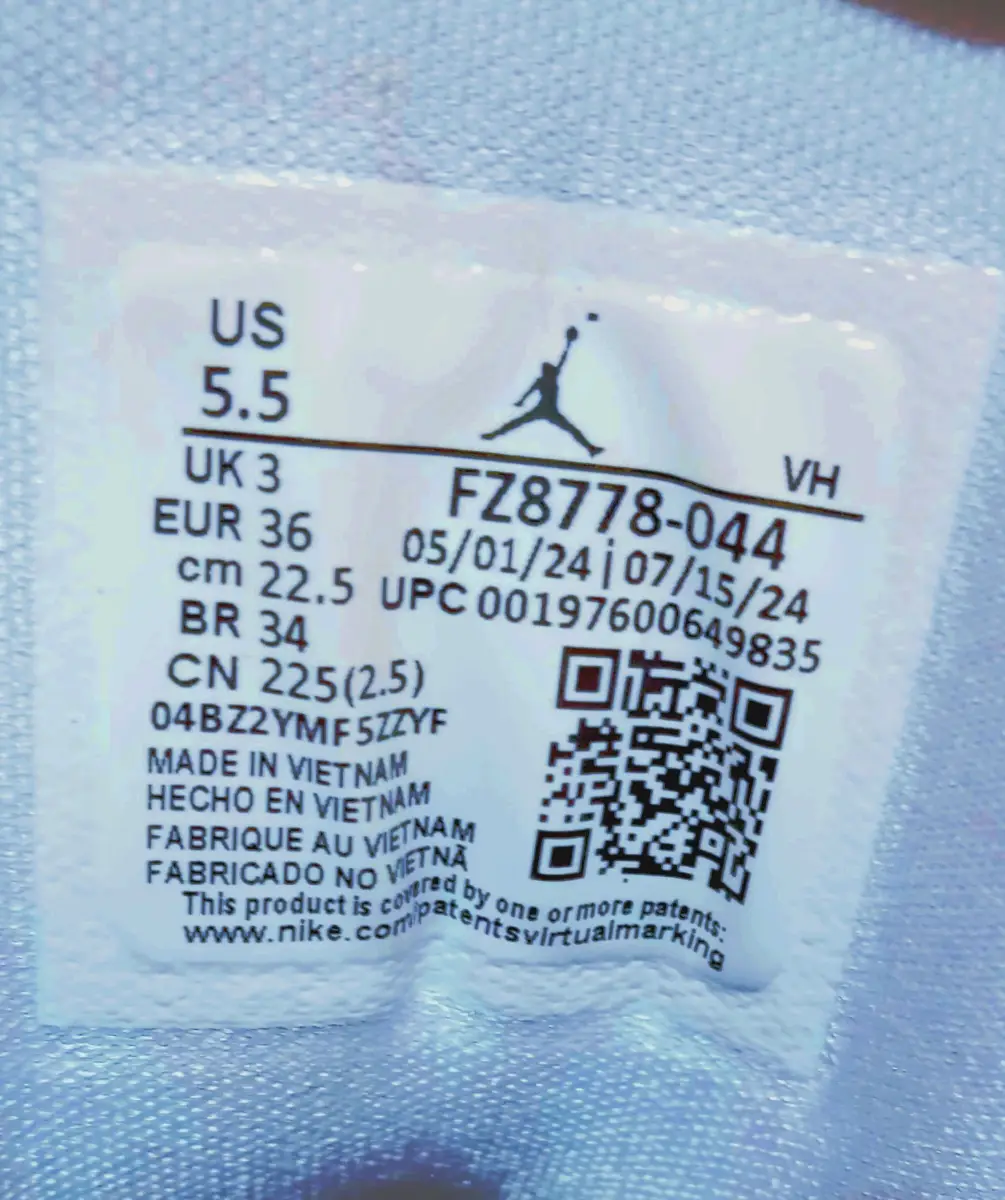 US
5.5
VH
UK 3
FZ8778-044
EUR 36
05/01/24 | 07/15/24
cm 22.5
UPC 00197600649835
BR 34
CN 225(2.5)
04BZ2YMF5ZZYF
MADE IN VIETNAM
HECHO EN VIETNAM
FABRIQUE AU VIETNAM
FABRICADO NO VIETNÃ
This product is covered by one or more patents:
www.nike.com/patentsvirtualmarking